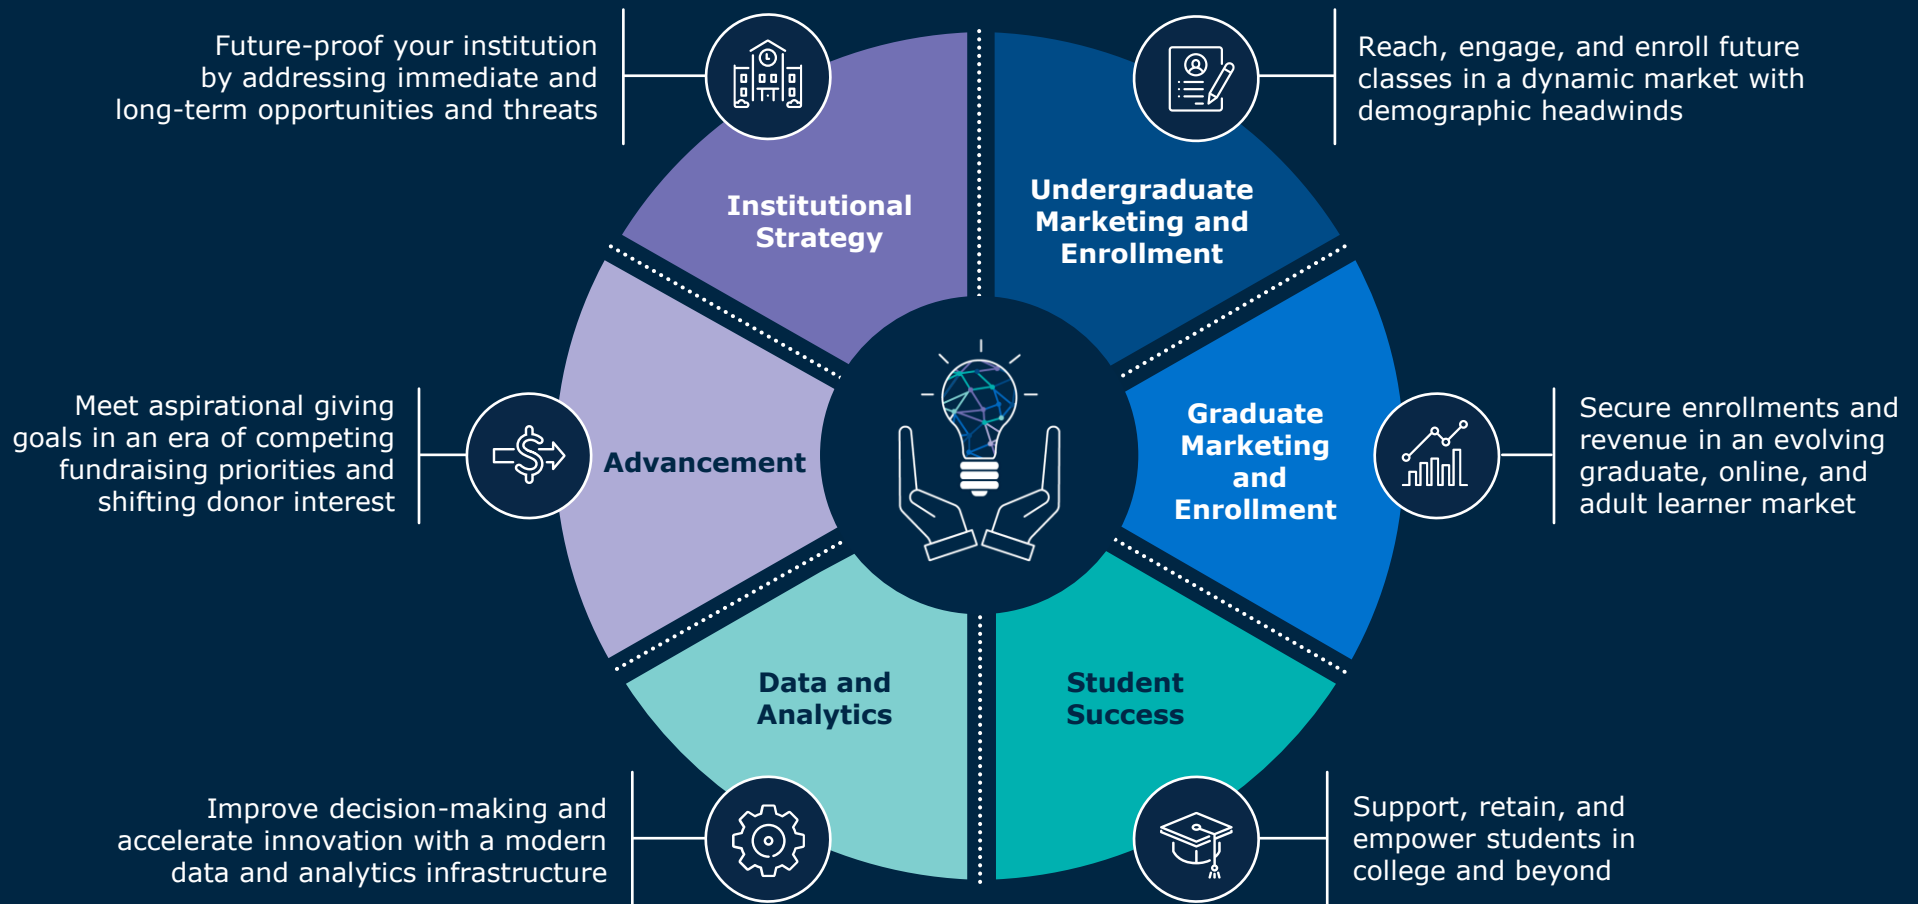 Future-proof your institution
by addressing immediate and
long-term opportunities and threats
Institutional
Strategy
Undergraduate
Marketing and
Enrollment
Reach, engage, and enroll future
classes in a dynamic market with
demographic headwinds
Meet aspirational giving
goals in an era of competing
fundraising priorities and
shifting donor interest
Advancement
Graduate
Marketing
and
Enrollment
Secure enrollments and
revenue in an evolving
graduate, online, and
adult learner market
Improve decision-making and
accelerate innovation with a modern
data and analytics infrastructure
Data and
Analytics
Student
Success
Support, retain, and
empower students in
college and beyond